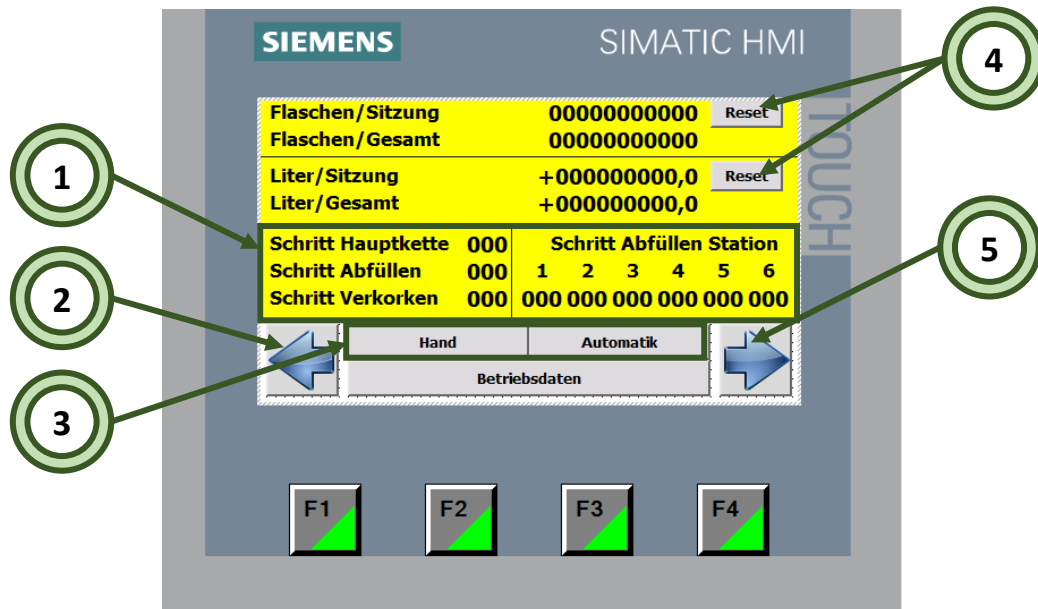 SIEMENS SIMATIC HMI
TOUCH
Flaschen/Sitzung 00000000000 Reset
Flaschen/Gesamt 00000000000
Liter/Sitzung +000000000,0 Reset
Liter/Gesamt +000000000,0
Schritt Hauptkette 000 Schritt Abfüllen Station
Schritt Abfüllen 000 1 2 3 4 5 6
Schritt Verkorken 000 000 000 000 000 000 000
Hand Automatik
Betriebsdaten
F1 F2 F3 F4
1
2
3
4
5